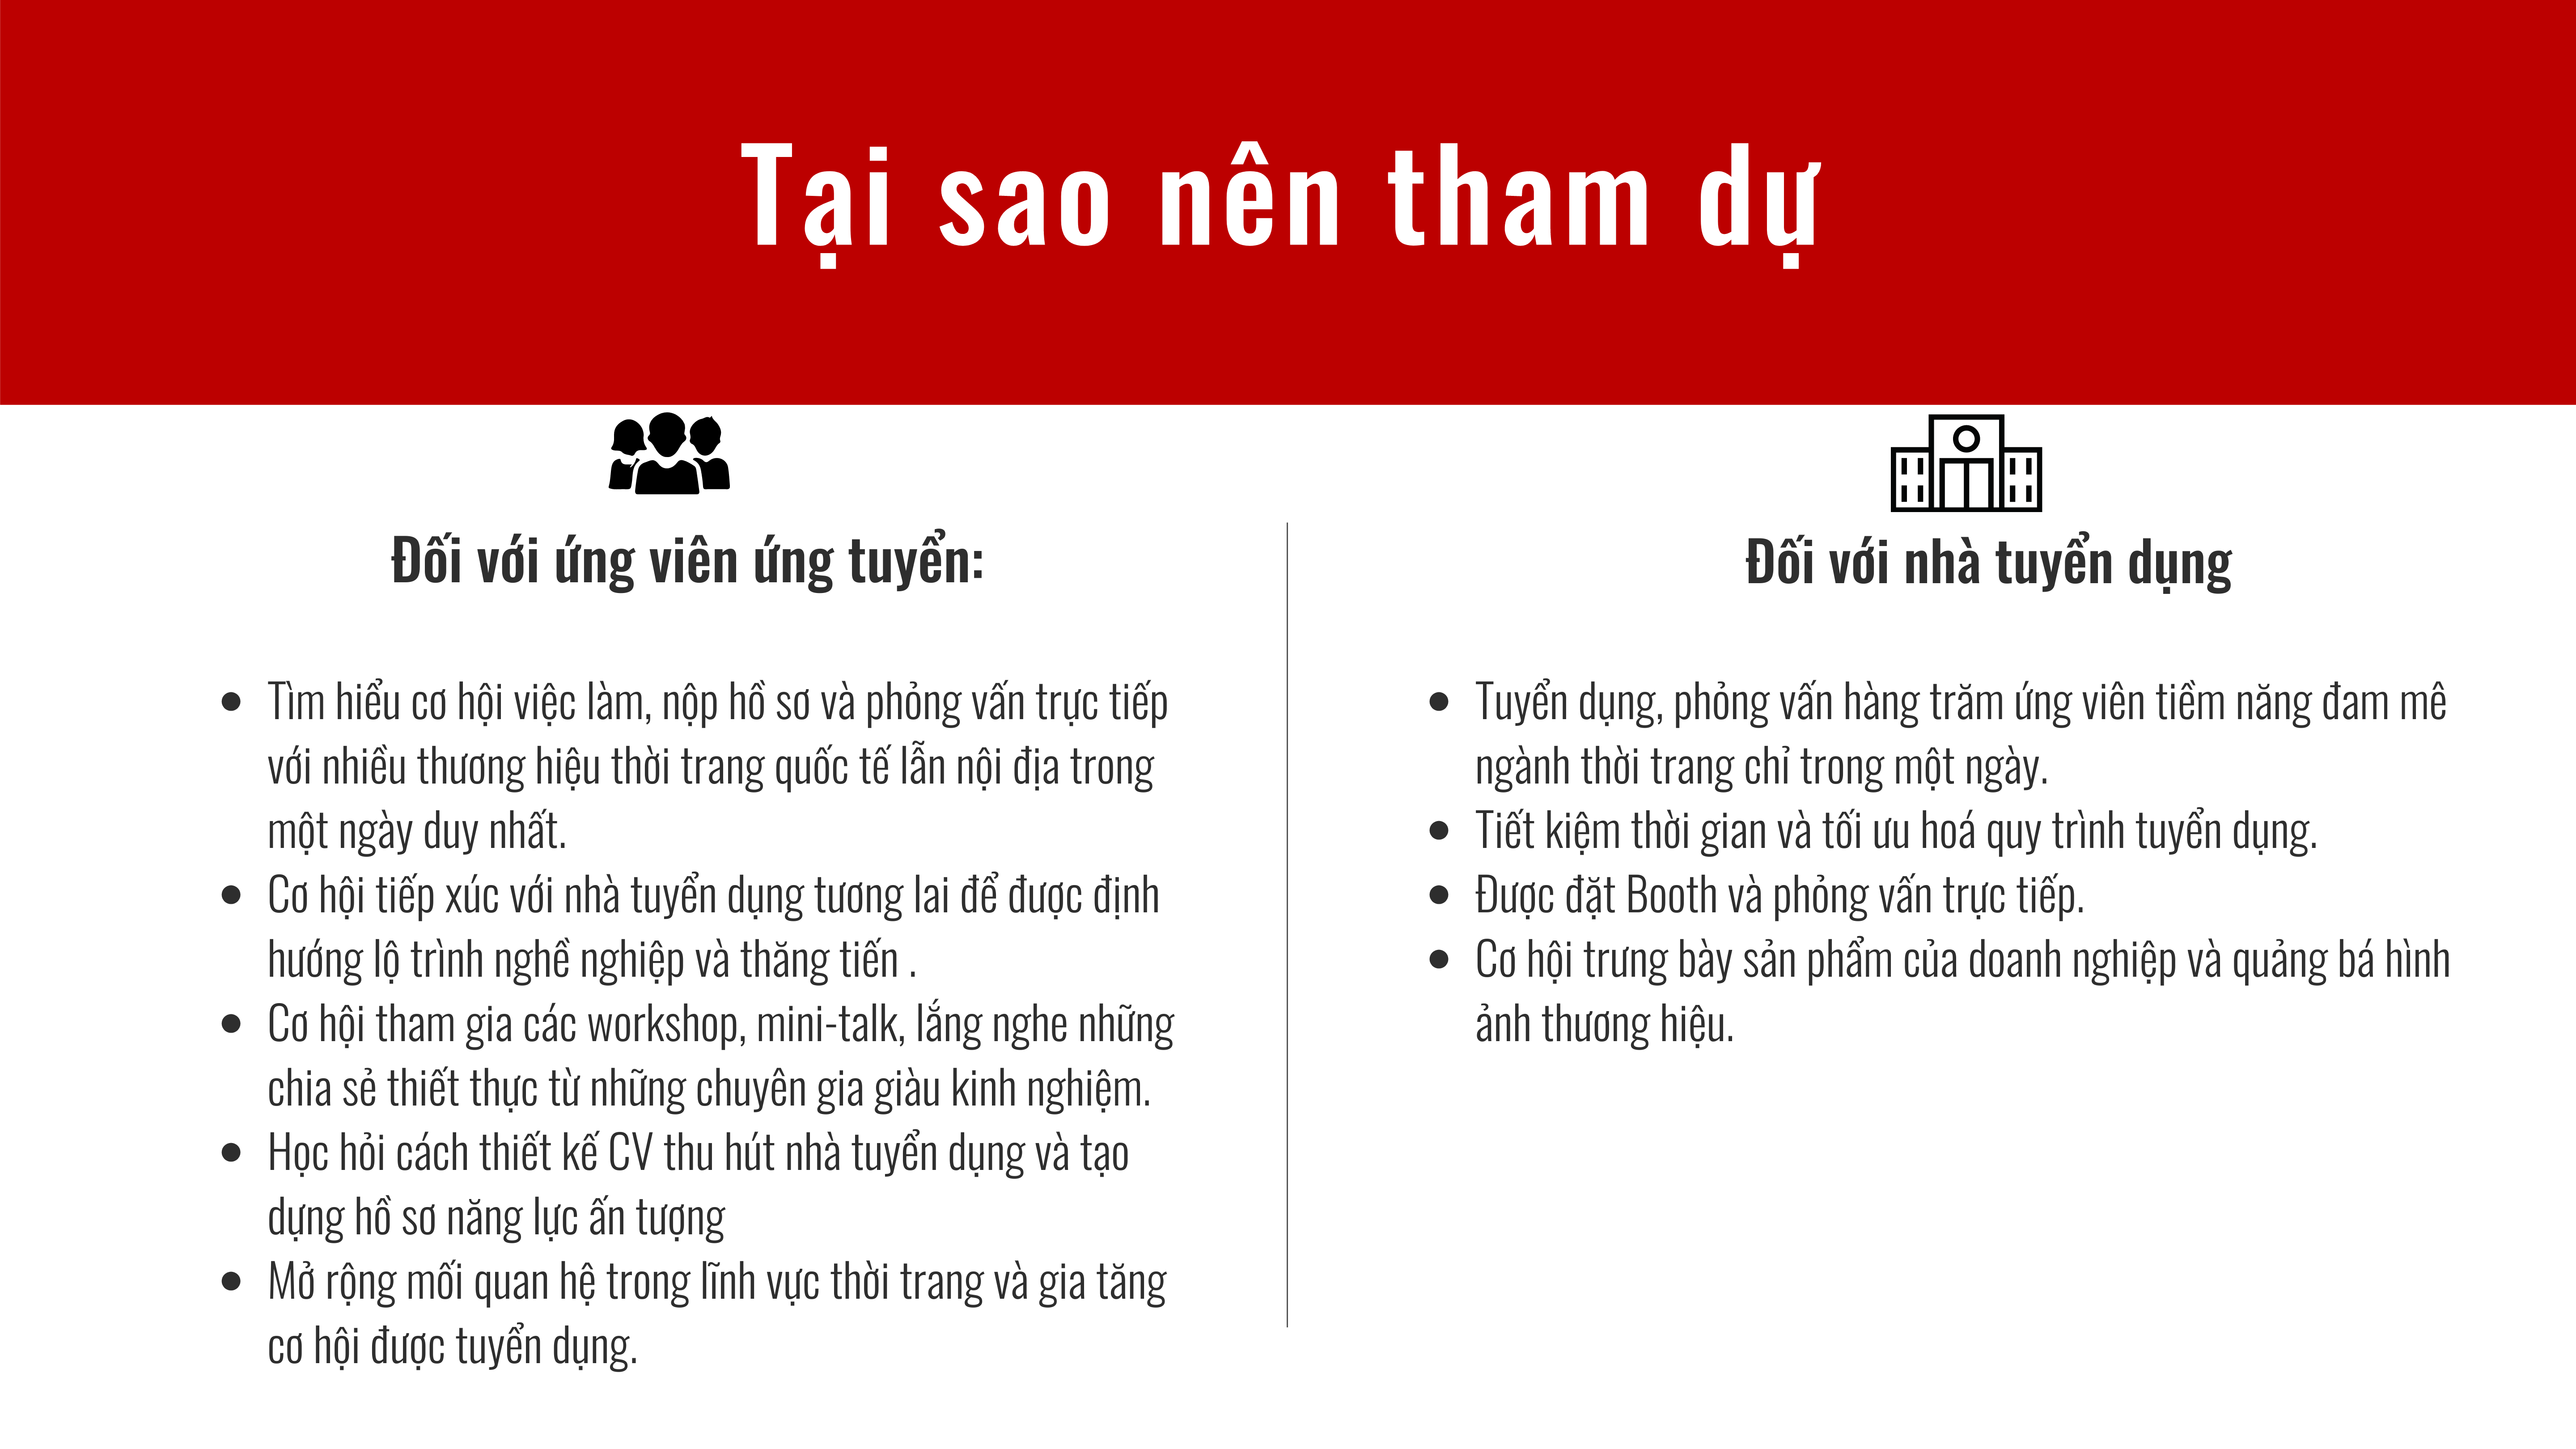 Tại sao nên tham dự
Đối với ứng viên ứng tuyển:
• Tìm hiểu cơ hội việc làm, nộp hồ sơ và phỏng vấn trực tiếp
với nhiều thương hiệu thời trang quốc tế lẫn nội địa trong
một ngày duy nhất.
• Cơ hội tiếp xúc với nhà tuyển dụng tương lai để được định
hướng lộ trình nghề nghiệp và thăng tiến .
• Cơ hội tham gia các workshop, mini-talk, lắng nghe những
chia sẻ thiết thực từ những chuyên gia giàu kinh nghiệm.
• Học hỏi cách thiết kế CV thu hút nhà tuyển dụng và tạo
dựng hồ sơ năng lực ấn tượng
• Mở rộng mối quan hệ trong lĩnh vực thời trang và gia tăng
cơ hội được tuyển dụng.
Đối với nhà tuyển dụng
• Tuyển dụng, phỏng vấn hàng trăm ứng viên tiềm năng đam mê
ngành thời trang chỉ trong một ngày.
• Tiết kiệm thời gian và tối ưu hoá quy trình tuyển dụng.
• Được đặt Booth và phỏng vấn trực tiếp.
• Cơ hội trưng bày sản phẩm của doanh nghiệp và quảng bá hình
ảnh thương hiệu.